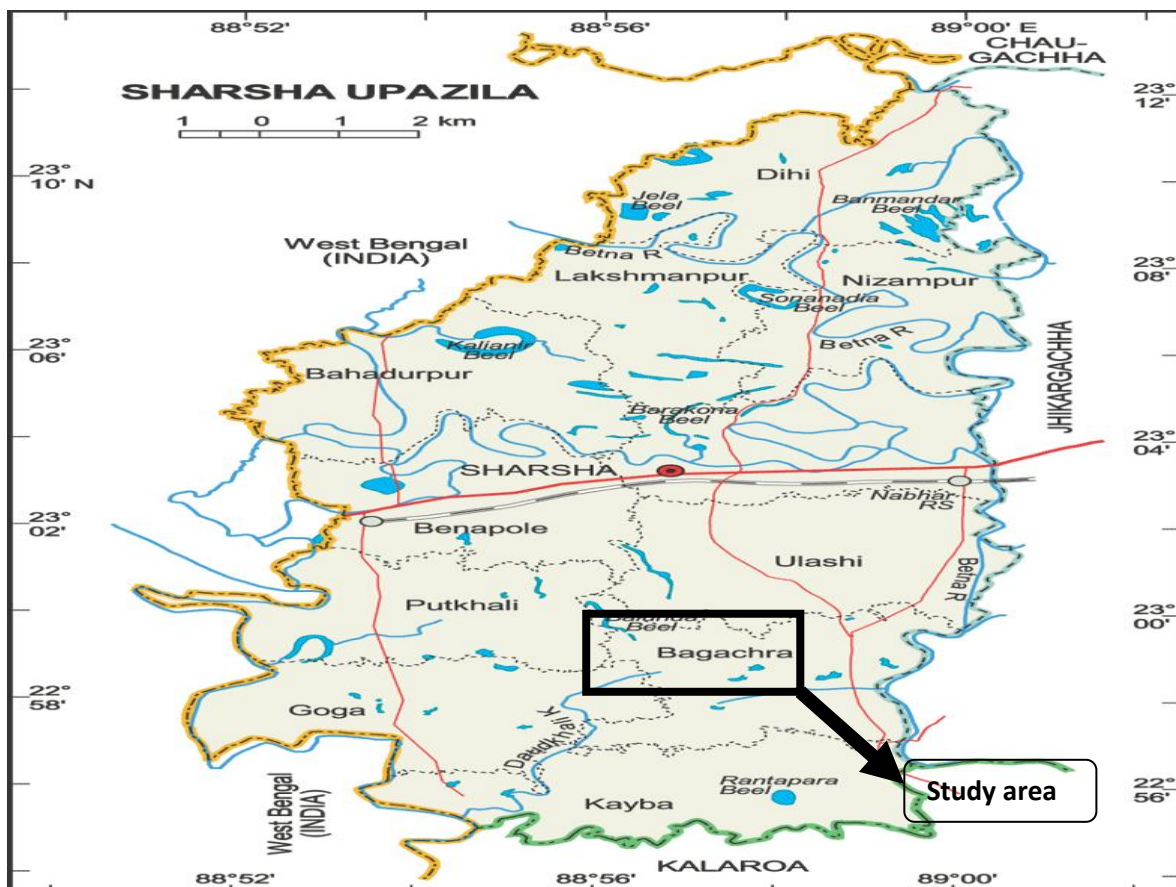 88°52'
88°56'
89°00' E
CHAU-
GACHHA
SHARSHA UPAZILA
1 0 1 2 km
23°
12'
23°
10' N
Dihi
Jela
Beel
Banmandar
Beel
West Bengal
(INDIA)
Betna R
Lakshmanpur
Nizampur
23°
08'
Sonanadia
Beel
23°
06'
Kalianir
Beel
Betna R
Bahadurpur
JHIKARGACHHA
Barakona
Beel
23°
04'
SHARSHA
Nabhar
RS
23°
02'
Benapole
Ulashi
Betna R
Putkhali
23°
00'
Beel
Bagachra
22°
58'
Goga
Daudkhali K
West Bengal
(INDIA)
Rantapara
Beel
Kayba
Study area
22°
56'
KALAROA
88°52'
88°56'
89°00'